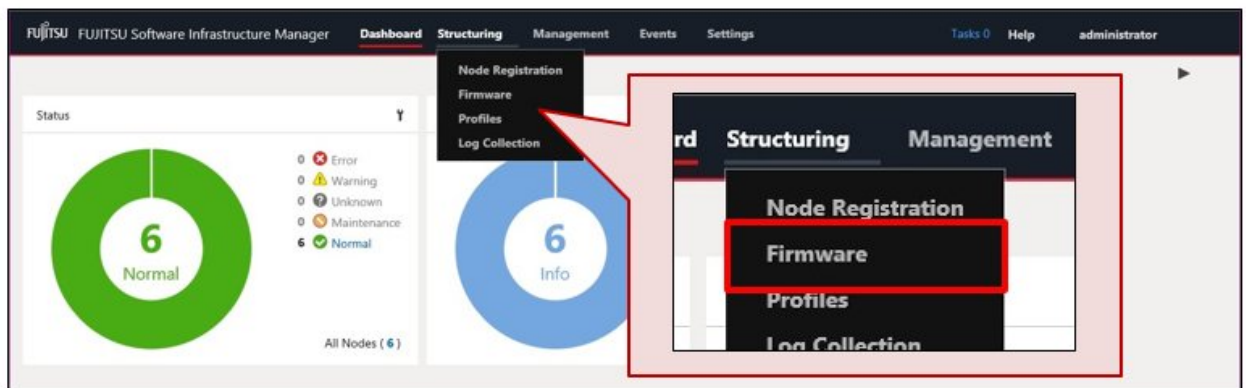 FUJITSU FUJITSU Software Infrastructure Manager Dashboard Structuring Management Events Settings Tasks 0 Help administrator
Node Registration
Firmware
Profiles
Log Collection
Status
0 Error
0 Warning
0 Unknown
0 Maintenance
6 Normal
6
Normal
All Nodes ( 6 )
6
Info
rd Structuring Management
Node Registration
Firmware
Profiles
Log Collection